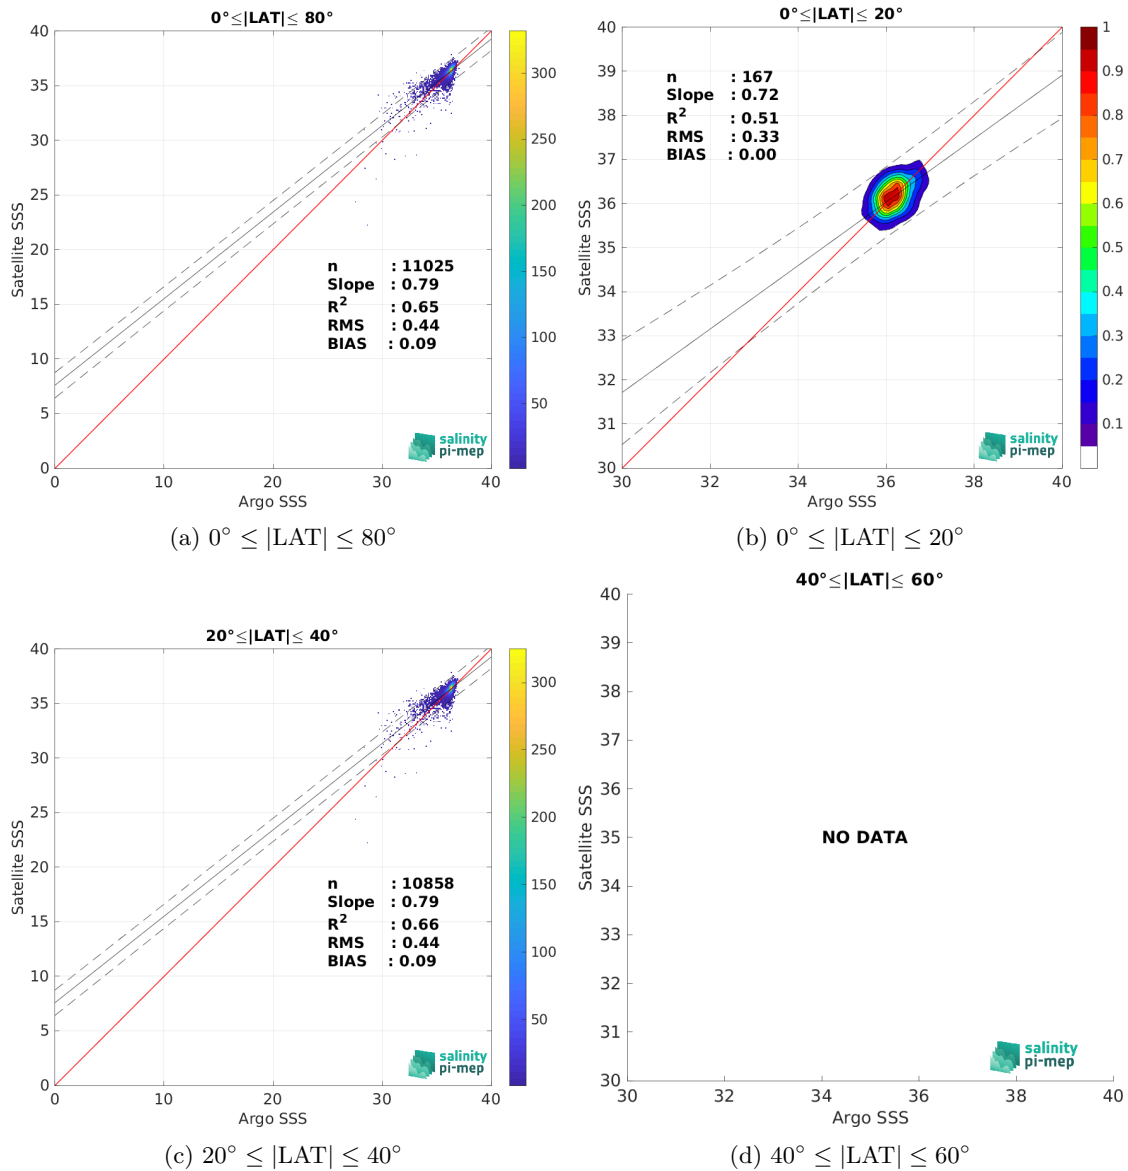 0°≤|LAT|≤ 80°
40
35
30
25
20
15
10
5
0
Satellite SSS
0
10
20
30
40
Argo SSS
n : 11025
Slope : 0.79
R² : 0.65
RMS : 0.44
BIAS : 0.09
300
250
200
150
100
50
salinity
pi-mep
(a) 0° ≤ |LAT| ≤ 80°
0°≤|LAT|≤ 20°
40
39
38
37
36
35
34
33
32
31
30
Satellite SSS
30
32
34
36
38
40
Argo SSS
n : 167
Slope : 0.72
R² : 0.51
RMS : 0.33
BIAS : 0.00
1
0.9
0.8
0.7
0.6
0.5
0.4
0.3
0.2
0.1
salinity
pi-mep
(b) 0° ≤ |LAT| ≤ 20°
20°≤|LAT|≤ 40°
40
35
30
25
20
15
10
5
0
Satellite SSS
0
10
20
30
40
Argo SSS
n : 10858
Slope : 0.79
R² : 0.66
RMS : 0.44
BIAS : 0.09
300
250
200
150
100
50
salinity
pi-mep
(c) 20° ≤ |LAT| ≤ 40°
40°≤|LAT|≤ 60°
40
39
38
37
36
35
34
33
32
31
30
Satellite SSS
NO DATA
30
32
34
36
38
40
Argo SSS
salinity
pi-mep
(d) 40° ≤ |LAT| ≤ 60°